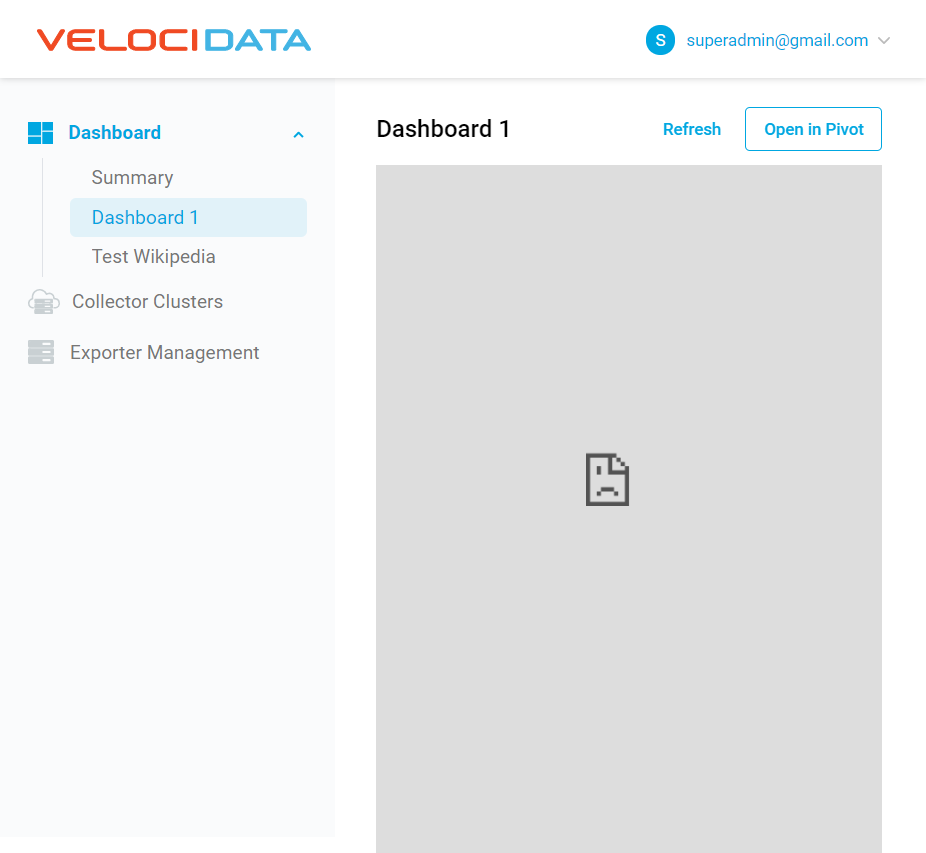 VELOCIDATA
S superadmin@gmail.com
Dashboard
Summary
Dashboard 1
Test Wikipedia
Collector Clusters
Exporter Management
Dashboard 1
Refresh
Open in Pivot